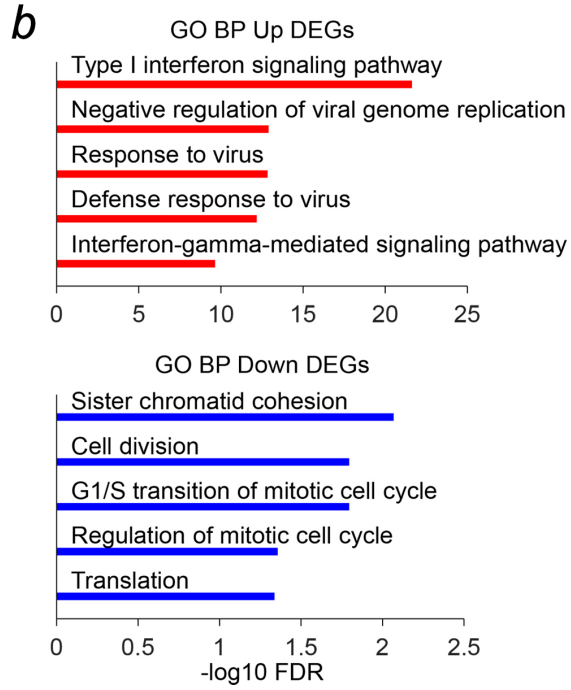 b
GO BP Up DEGs
Type I interferon signaling pathway
Negative regulation of viral genome replication
Response to virus
Defense response to virus
Interferon-gamma-mediated signaling pathway
0 5 10 15 20 25
GO BP Down DEGs
Sister chromatid cohesion
Cell division
G1/S transition of mitotic cell cycle
Regulation of mitotic cell cycle
Translation
0 0.5 1 1.5 2 2.5
-log10 FDR